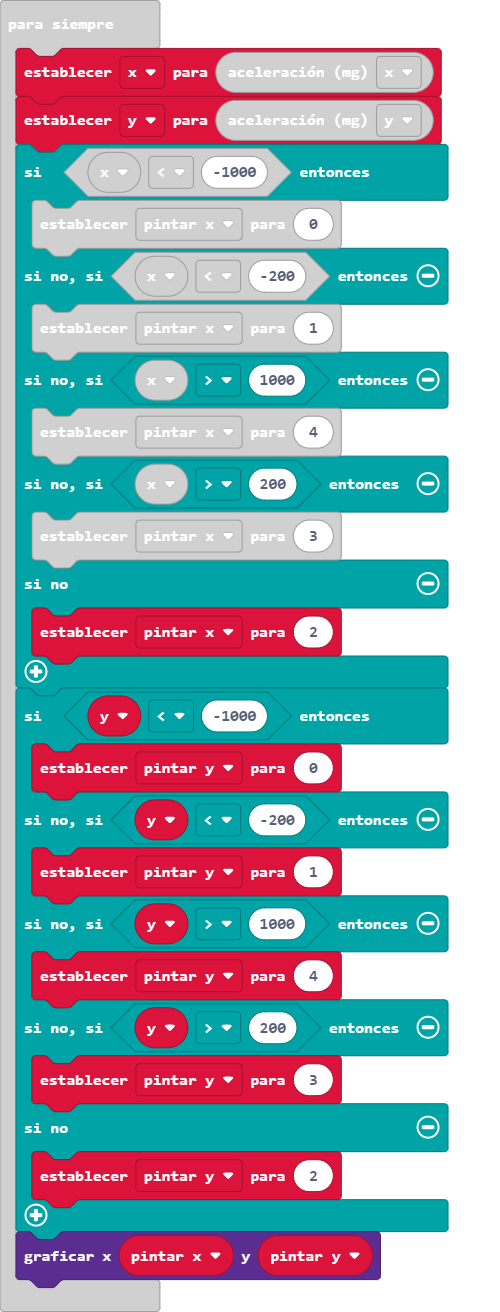 para siempre
establecer x para aceleración (mg) x
establecer y para aceleración (mg) y
si x < -1000 entonces
establecer pintar x para 0
si no, si x < -200 entonces
establecer pintar x para 1
si no, si x > 1000 entonces
establecer pintar x para 4
si no, si x > 200 entonces
establecer pintar x para 3
si no
establecer pintar x para 2
si y < -1000 entonces
establecer pintar y para 0
si no, si y < -200 entonces
establecer pintar y para 1
si no, si y > 1000 entonces
establecer pintar y para 4
si no, si y > 200 entonces
establecer pintar y para 3
si no
establecer pintar y para 2
graficar x pintar x y pintar y